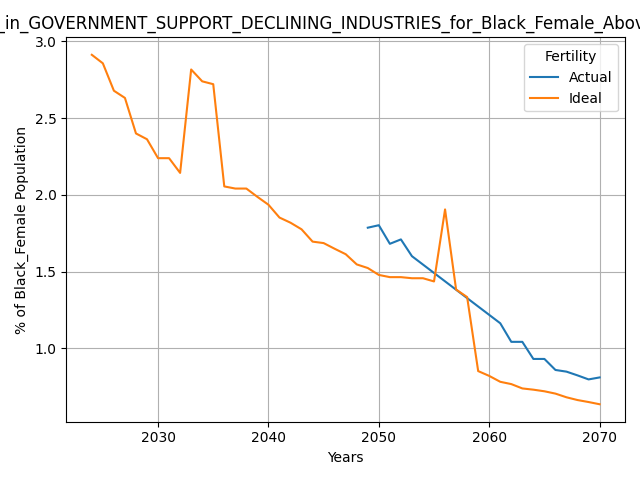 _in_GOVERNMENT_SUPPORT_DECLINING_INDUSTRIES_for_Black_Female_Abov
3.0
2.5
2.0
1.5
1.0
% of Black_Female Population
Fertility
Actual
Ideal
2030 2040 2050 2060 2070
Years